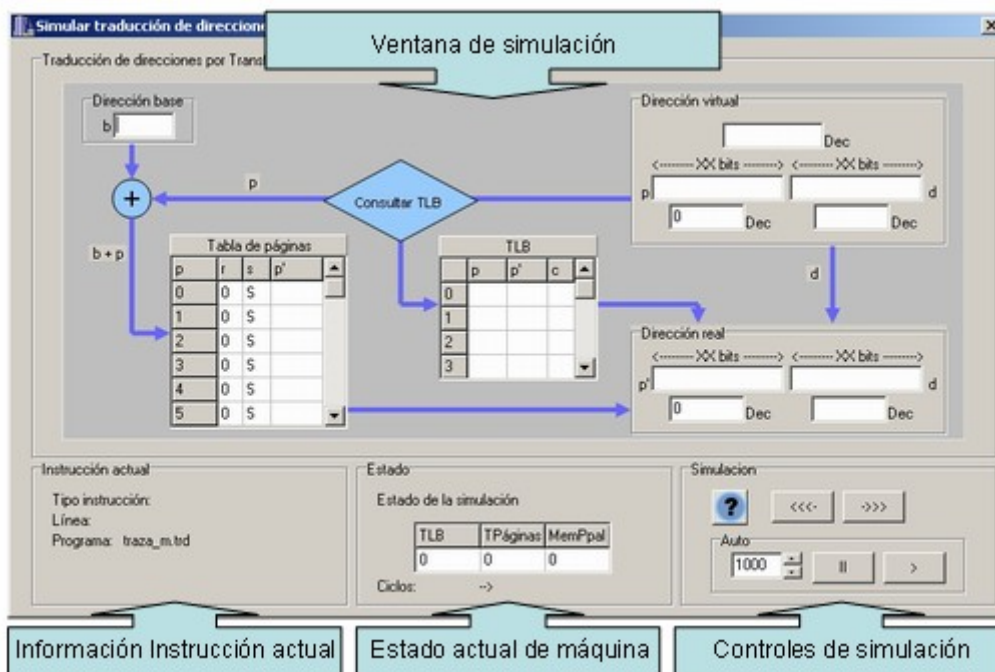 Simular traducción de direccione
Ventana de simulación
Traducción de direcciones por
Dirección base
b
Dirección virtual
Dec
<------- XX bits -------> <------- XX bits ------->
p d
0 Dec Dec
p
Consultar TLB
+
b + p
d
Tabla de páginas
p r s p'
0 0 S
1 0 S
2 0 S
3 0 S
4 0 S
5 0 S
TLB
p p' c
0
1
2
3
Dirección real
<------- XX bits -------> <------- XX bits ------->
p' d
0 Dec Dec
Instrucción actual
Tipo instrucción:
Línea:
Programa: traza_m.trd
Estado
Estado de la simulación
TLB TPáginas MemPpal
0 0 0
Ciclos: -->
Simulacion
? <<<- ->>>
Auto
1000 II >
Información Instrucción actual
Estado actual de máquina
Controles de simulación